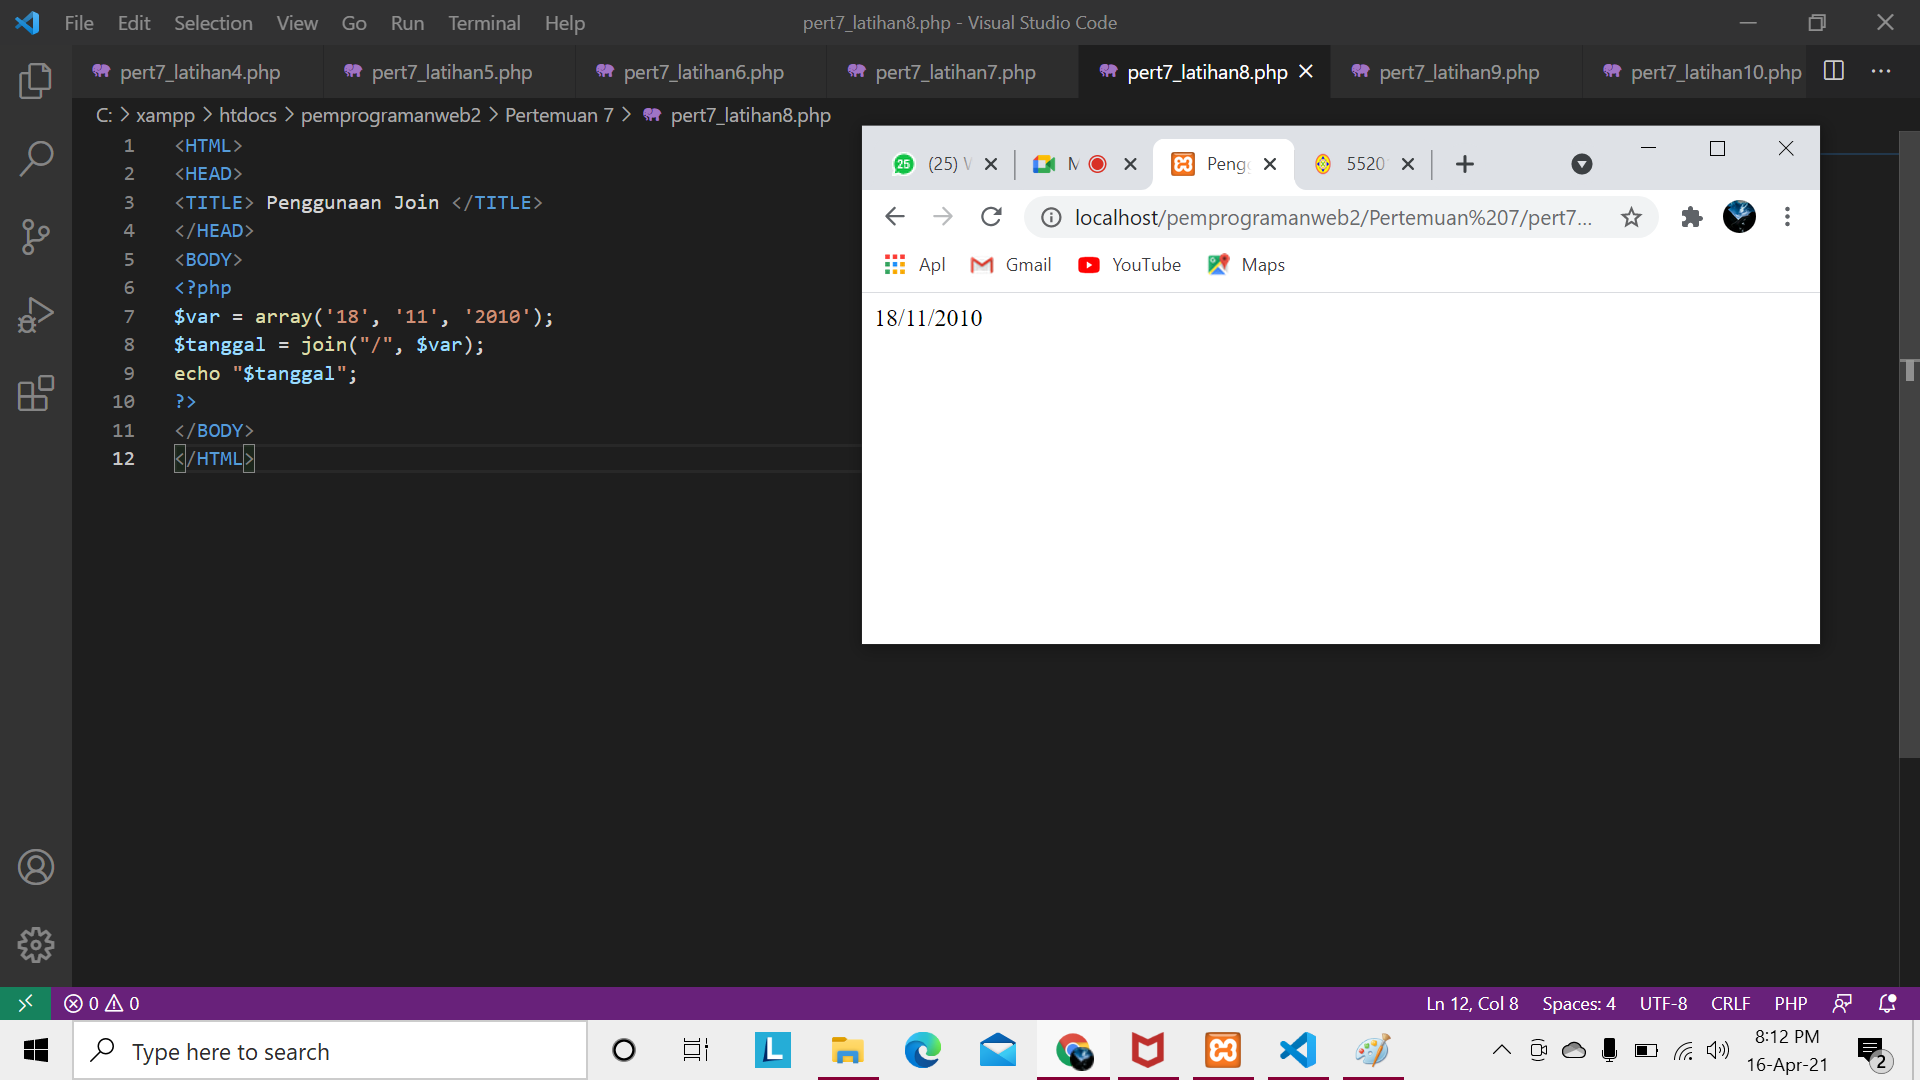 File Edit Selection View Go Run Terminal Help
pert7_latihan8.php - Visual Studio Code
pert7_latihan4.php pert7_latihan5.php pert7_latihan6.php pert7_latihan7.php pert7_latihan8.php pert7_latihan9.php pert7_latihan10.php
C: > xampp > htdocs > pemprogramanweb2 > Pertemuan 7 > pert7_latihan8.php
1 <HTML>
2 <HEAD>
3 <TITLE> Penggunaan Join </TITLE>
4 </HEAD>
5 <BODY>
6 <?php
7 $var = array('18', '11', '2010');
8 $tanggal = join("/", $var);
9 echo "$tanggal";
10 ?>
11 </BODY>
12 </HTML>
25 (25) Peng 5520
localhost/pemprogramanweb2/Pertemuan%207/pert7...
Apl Gmail YouTube Maps
18/11/2010
0 0
Ln 12, Col 8 Spaces: 4 UTF-8 CRLF PHP
Type here to search
L
8:12 PM
16-Apr-21
2